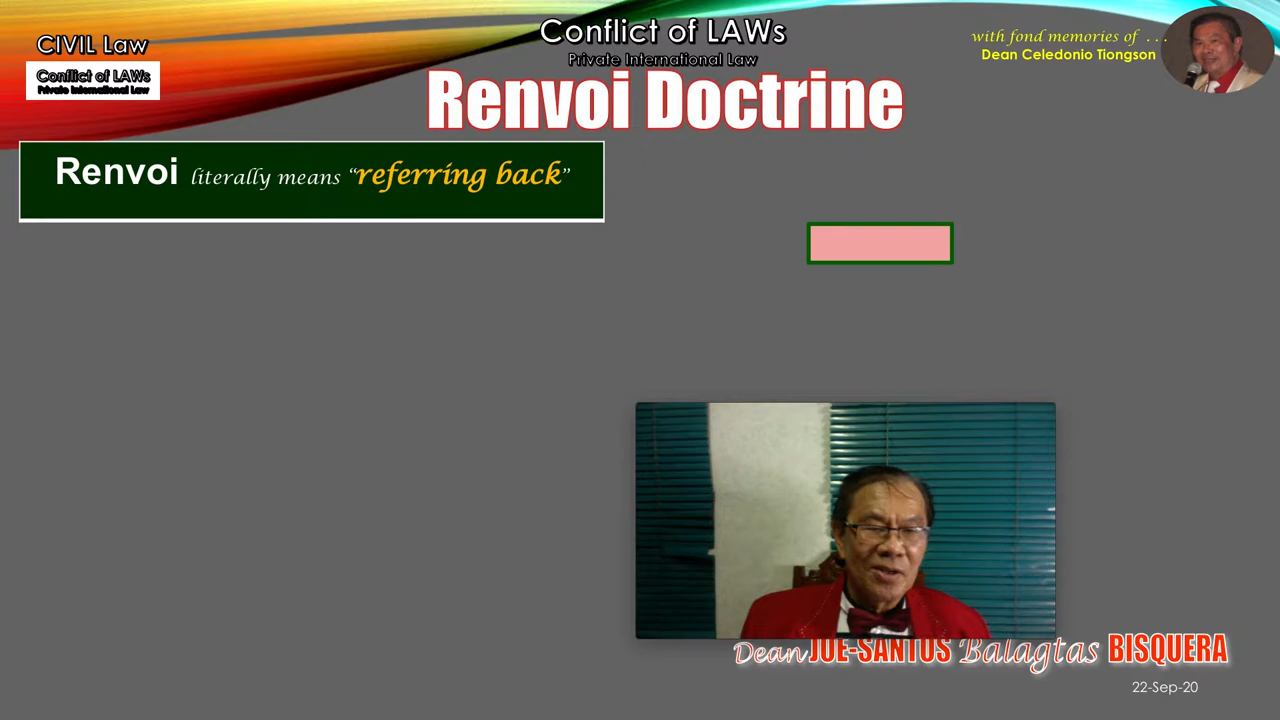 CIVIL Law
Conflict of LAWs
Private International Law
Conflict of LAWs
Private International Law
Renvoi Doctrine
with fond memories of . . .
Dean Celedonio Tiongson
Renvoi literally means “referring back”
Dean JOE-SANTOS Balagtas BISQUERA
22-Sep-20